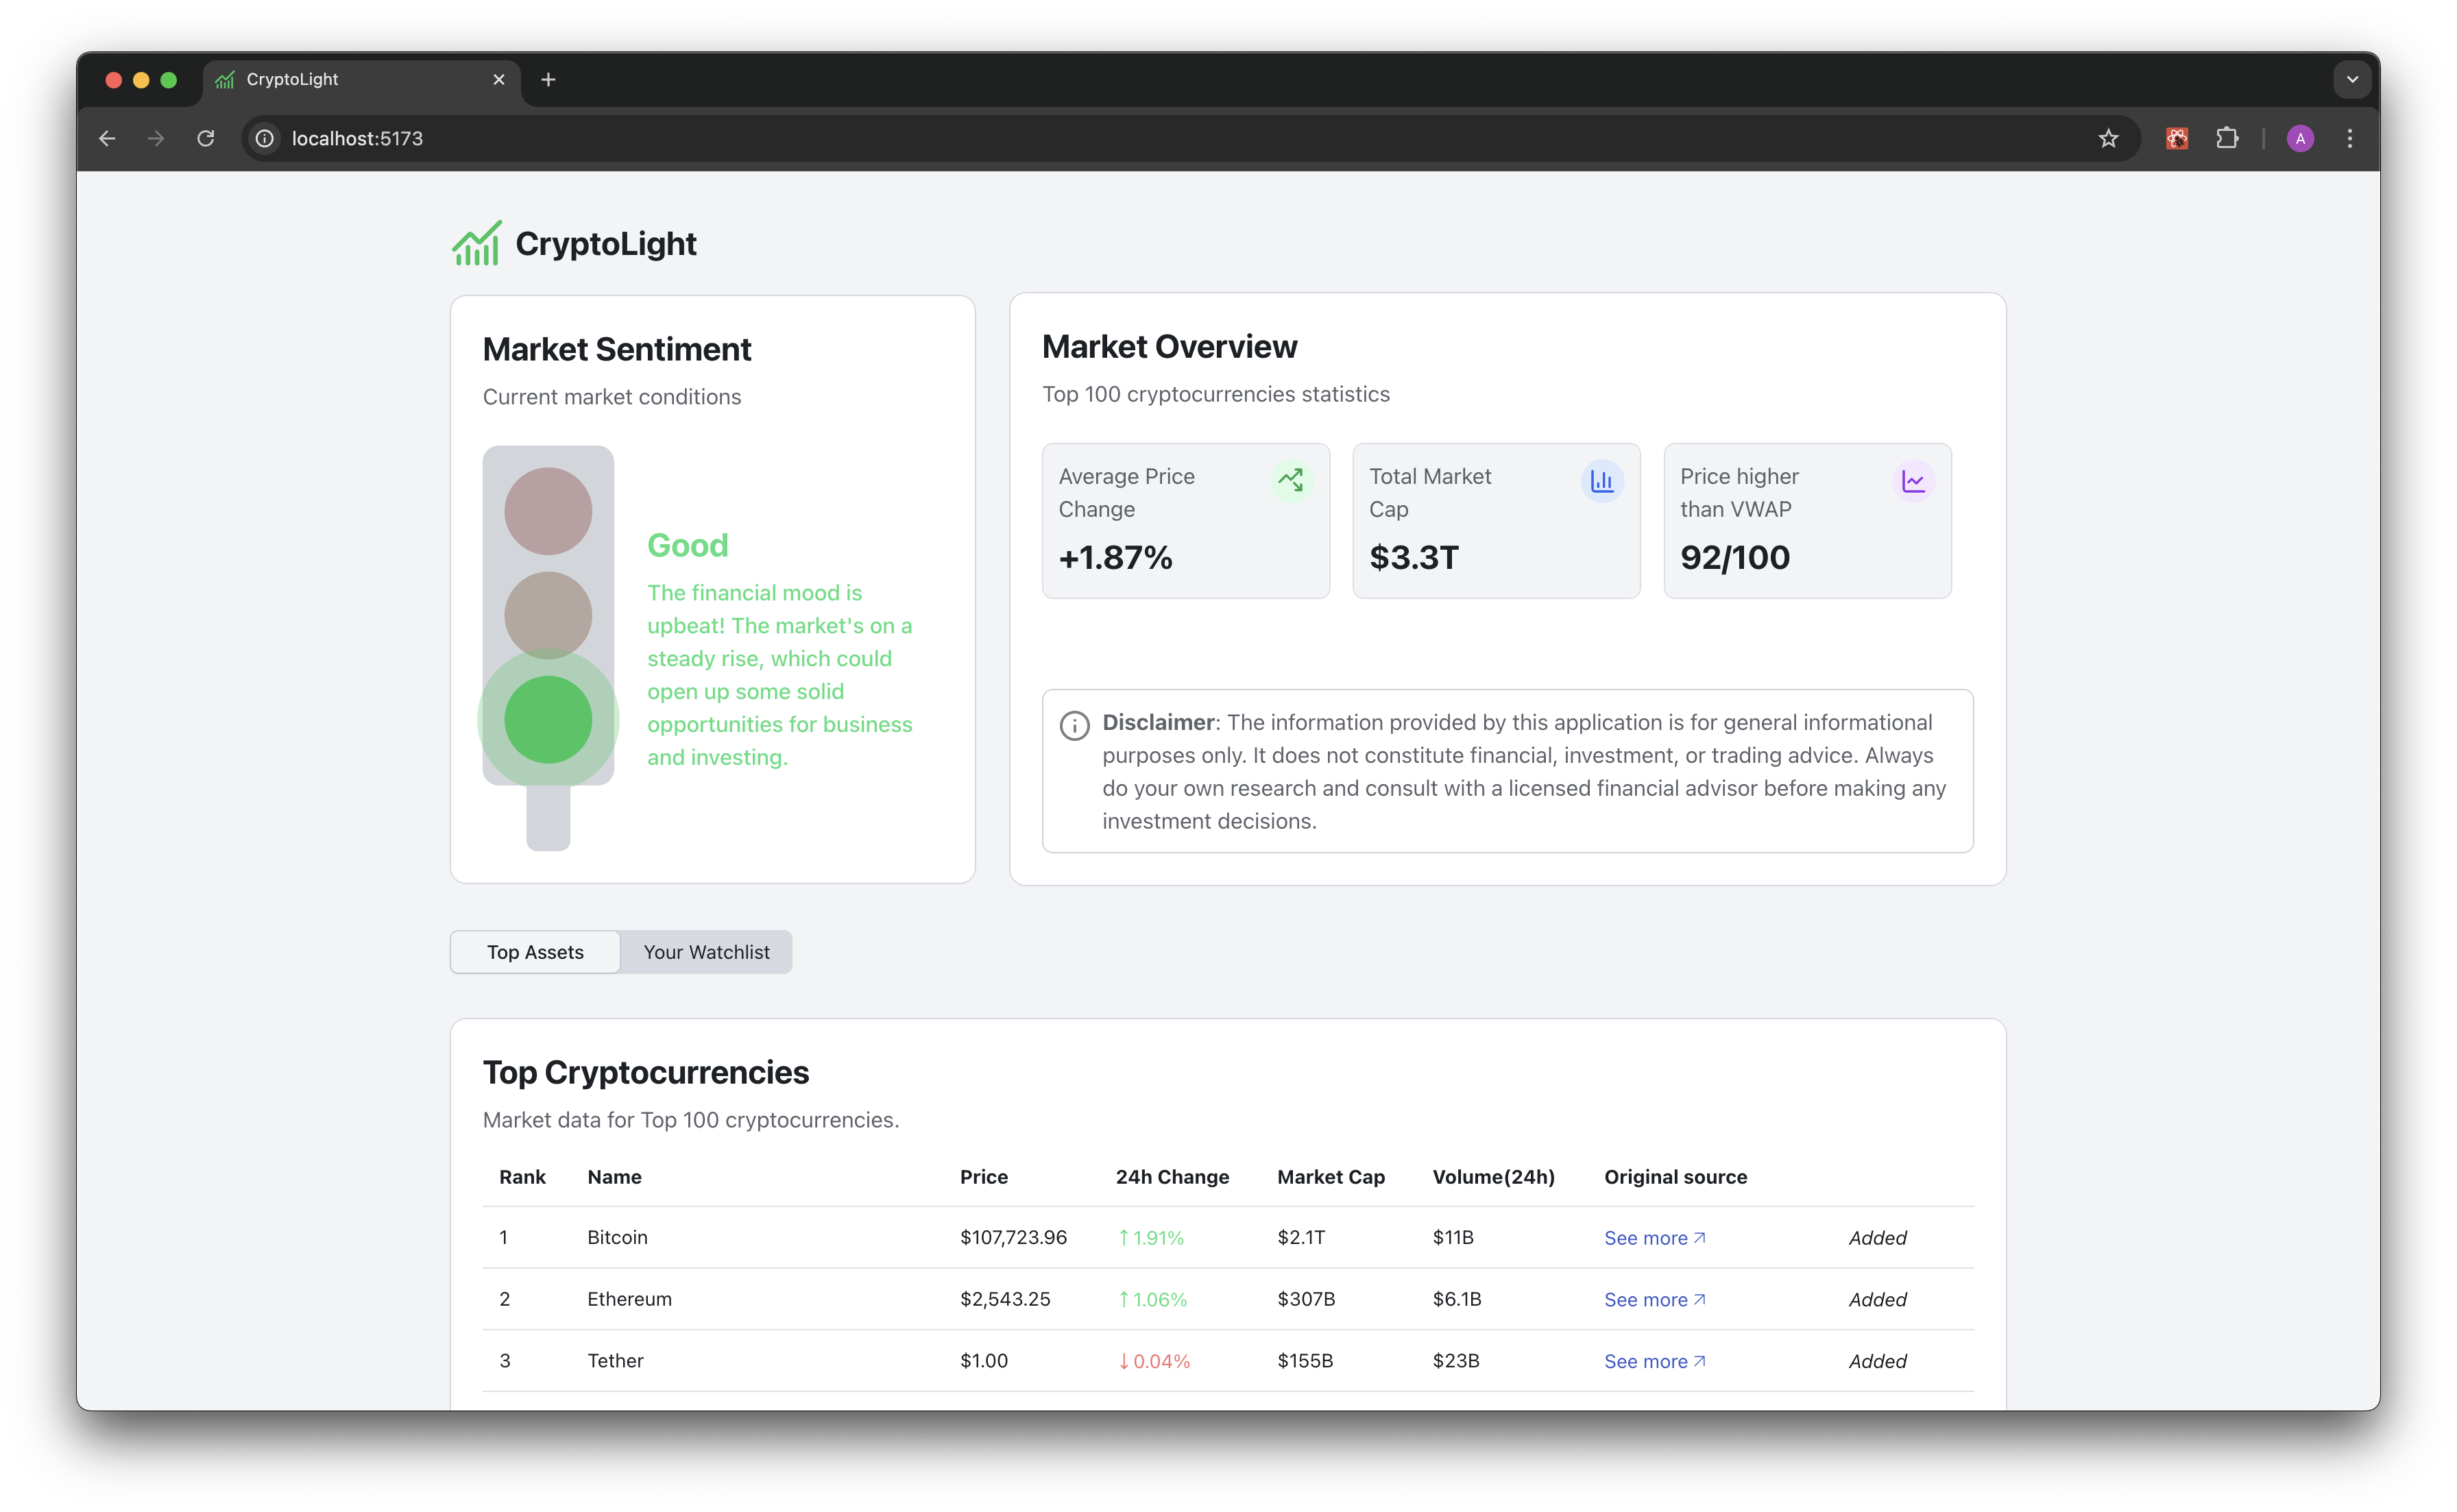 CryptoLight
localhost:5173
A
CryptoLight
Market Sentiment
Current market conditions
Good
The financial mood is
upbeat! The market's on a
steady rise, which could
open up some solid
opportunities for business
and investing.
Market Overview
Top 100 cryptocurrencies statistics
Average Price
Change
+1.87%
Total Market
Cap
$3.3T
Price higher
than VWAP
92/100
Disclaimer: The information provided by this application is for general informational
purposes only. It does not constitute financial, investment, or trading advice. Always
do your own research and consult with a licensed financial advisor before making any
investment decisions.
Top Assets Your Watchlist
Top Cryptocurrencies
Market data for Top 100 cryptocurrencies.
Rank Name Price 24h Change Market Cap Volume(24h) Original source
1 Bitcoin $107,723.96 ↑1.91% $2.1T $11B See more Added
2 Ethereum $2,543.25 ↑1.06% $307B $6.1B See more Added
3 Tether $1.00 ↓0.04% $155B $23B See more Added